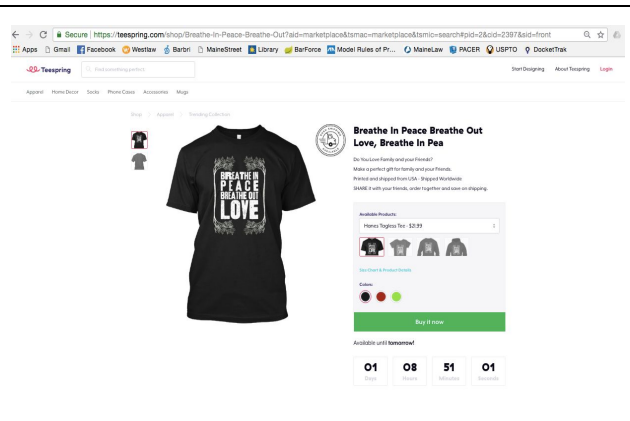 Secure | https://teespring.com/shop/Breathe-In-Peace-Breathe-Out?aid=marketplace&tsmac=marketplace&tsmic=search#pid=2&cid=2397&sid=front
Apps Gmail Facebook Westlaw Barbri MaineStreet Library BarForce Model Rules of Pr... MaineLaw PACER USPTO DocketTrak
Teespring Find something perfect Start Designing About Teespring Login
Apparel Home Decor Socks Phone Cases Accessories Mugs
Shop / Apparel / Trending Collection
BREATHE IN
PEACE
BREATHE OUT
LOVE
Breathe In Peace Breathe Out
Love, Breathe In Pea
Do You Love Family and your Friends?
Make a perfect gift for family and your Friends.
Printed and shipped from USA - Shipped Worldwide
SHARE it with your friends, order together and save on shipping.
Available Products:
Hanes Tagless Tee - $21.99
Size Chart & Product Details
Colors:
Buy it now
Available until tomorrow!
01 08 51 01
Days Hours Minutes Seconds